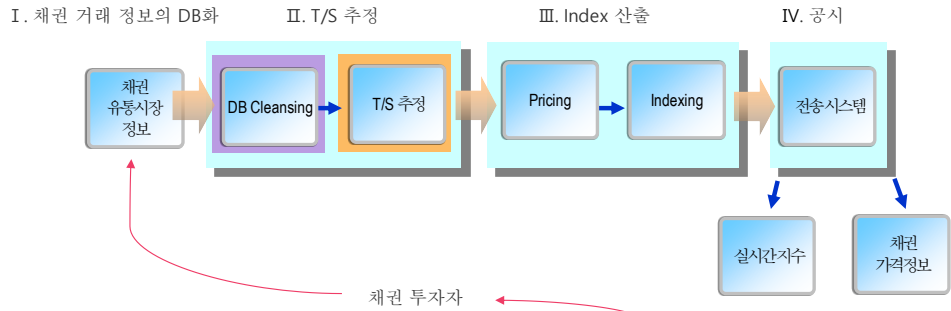 Ⅰ. 채권 거래 정보의 DB화
Ⅱ. T/S 추정
Ⅲ. Index 산출
Ⅳ. 공시
채권
유통시장
정보
DB Cleansing
T/S 추정
Pricing
Indexing
전송시스템
실시간지수
채권
가격정보
채권 투자자